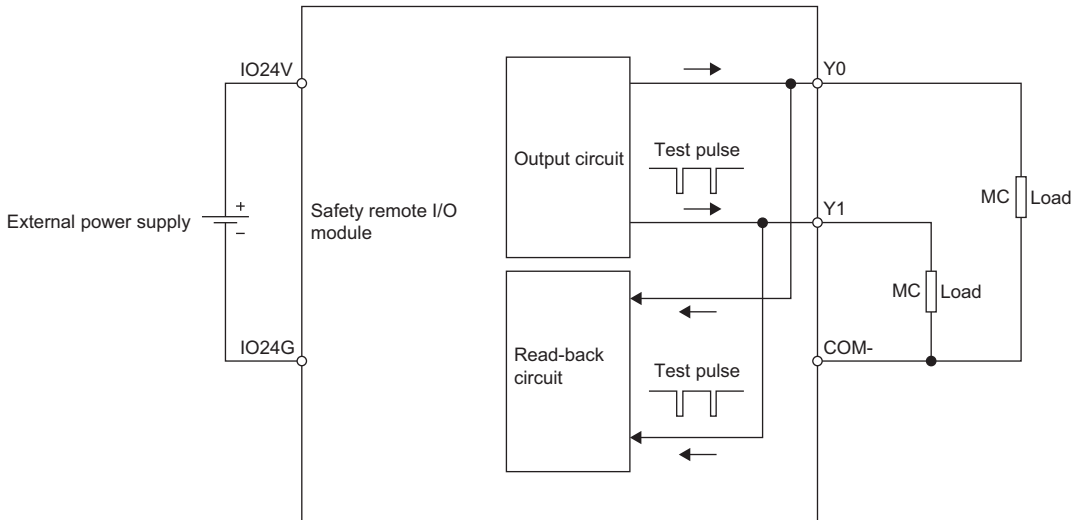 IO24V
Y0
Output circuit
Test pulse
External power supply
+
−
Safety remote I/O
module
Y1
MC
Load
MC
Load
IO24G
COM-
Read-back
circuit
Test pulse